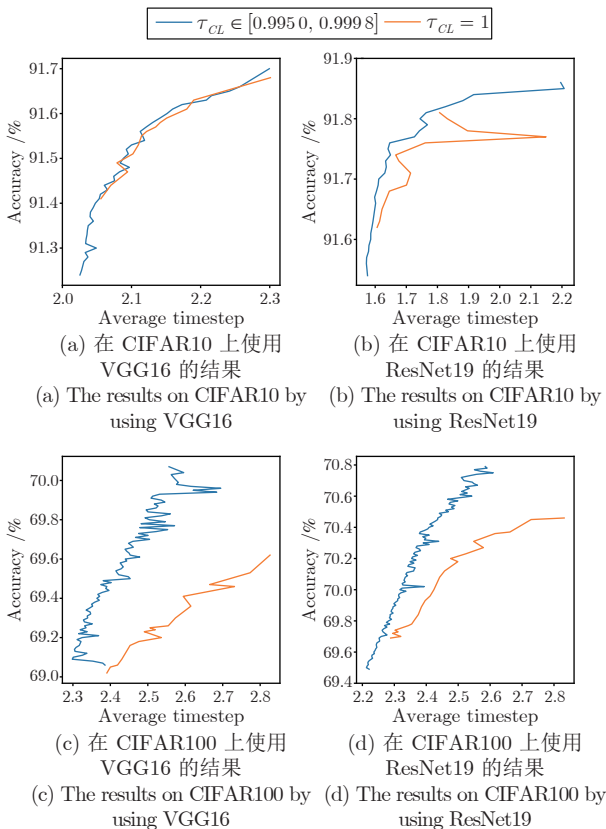 τ_CL ∈ [0.995 0, 0.999 8] τ_CL = 1
91.7
91.6
91.5
91.4
91.3
Accuracy /%
2.0 2.1 2.2 2.3
Average timestep
(a) 在 CIFAR10 上使用
VGG16 的结果
(a) The results on CIFAR10 by
using VGG16
91.9
91.8
91.7
91.6
Accuracy /%
1.6 1.7 1.8 1.9 2.0 2.1 2.2
Average timestep
(b) 在 CIFAR10 上使用
ResNet19 的结果
(b) The results on CIFAR10 by
using ResNet19
70.0
69.8
69.6
69.4
69.2
69.0
Accuracy /%
2.3 2.4 2.5 2.6 2.7 2.8
Average timestep
(c) 在 CIFAR100 上使用
VGG16 的结果
(c) The results on CIFAR100 by
using VGG16
70.8
70.6
70.4
70.2
70.0
69.8
69.6
69.4
Accuracy /%
2.2 2.3 2.4 2.5 2.6 2.7 2.8
Average timestep
(d) 在 CIFAR100 上使用
ResNet19 的结果
(d) The results on CIFAR100 by
using ResNet19